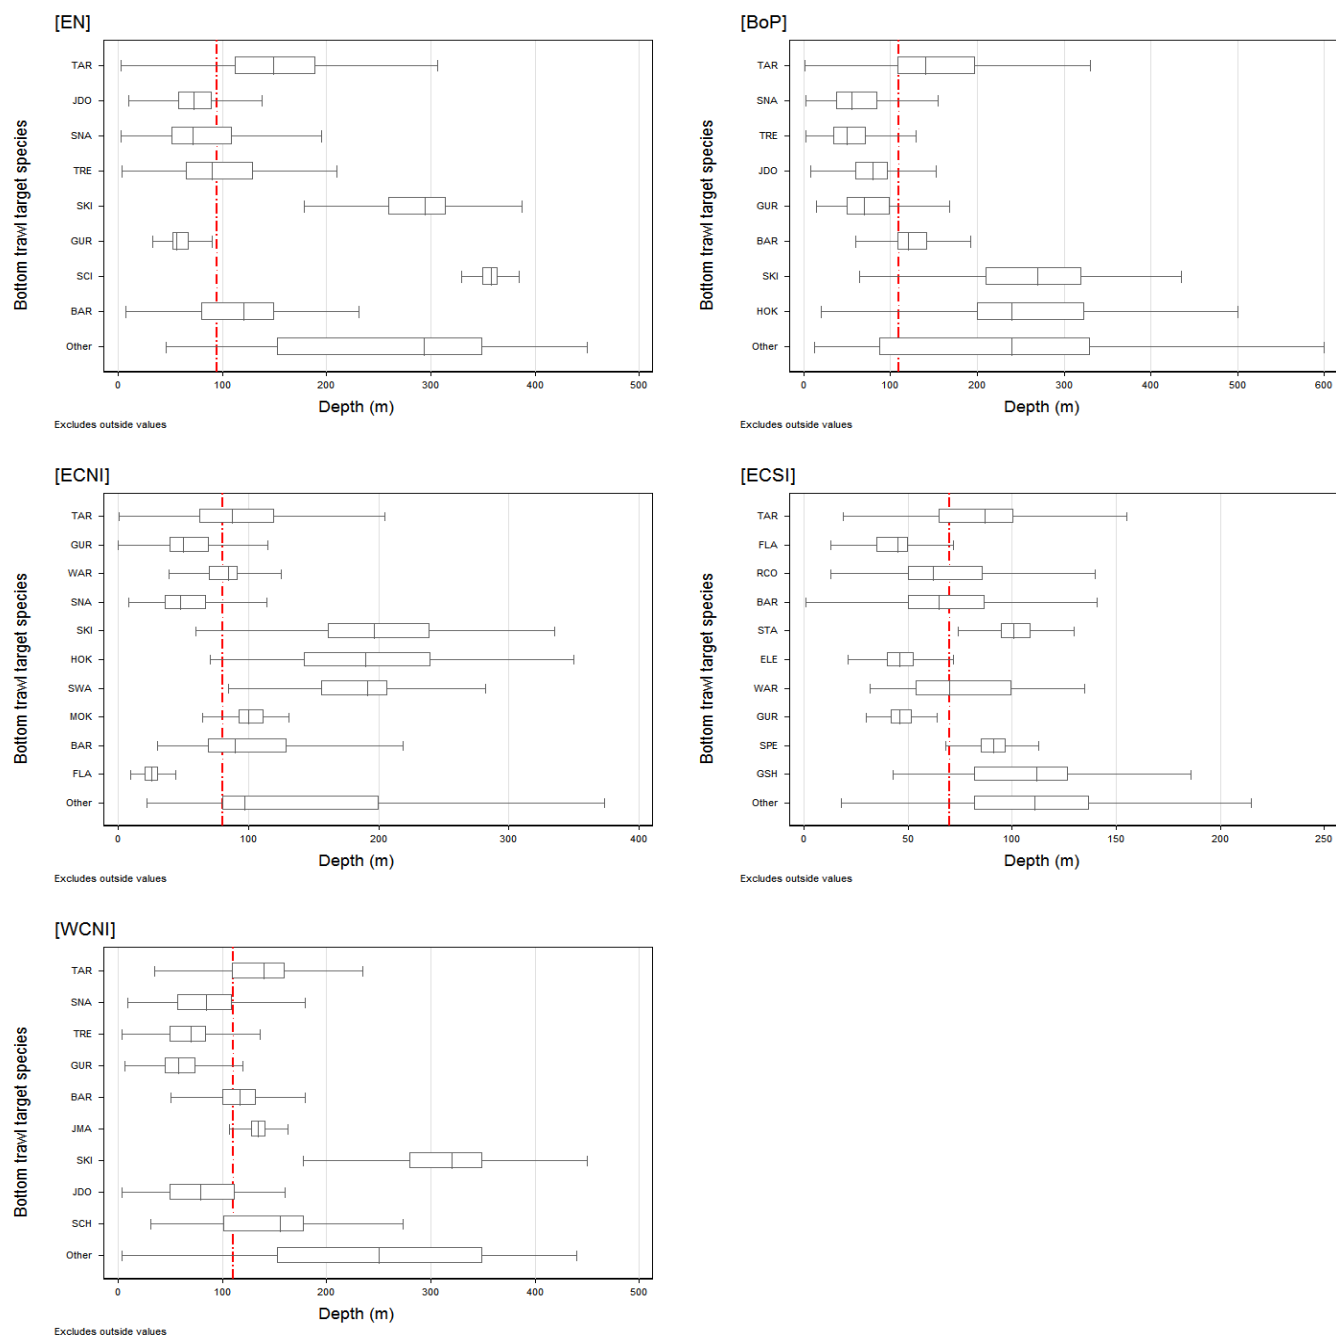 [EN]
Bottom trawl target species
TAR
JDO
SNA
TRE
SKI
GUR
SCI
BAR
Other
0 100 200 300 400 500
Depth (m)
Excludes outside values
[BoP]
Bottom trawl target species
TAR
SNA
TRE
JDO
GUR
BAR
SKI
HOK
Other
0 100 200 300 400 500 600
Depth (m)
Excludes outside values
[ECNI]
Bottom trawl target species
TAR
GUR
WAR
SNA
SKI
HOK
SWA
MOK
BAR
FLA
Other
0 100 200 300 400
Depth (m)
Excludes outside values
[ECSI]
Bottom trawl target species
TAR
FLA
RCO
BAR
STA
ELE
WAR
GUR
SPE
GSH
Other
0 50 100 150 200 250
Depth (m)
Excludes outside values
[WCNI]
Bottom trawl target species
TAR
SNA
TRE
GUR
BAR
JMA
SKI
JDO
SCH
Other
0 100 200 300 400 500
Depth (m)
Excludes outside values